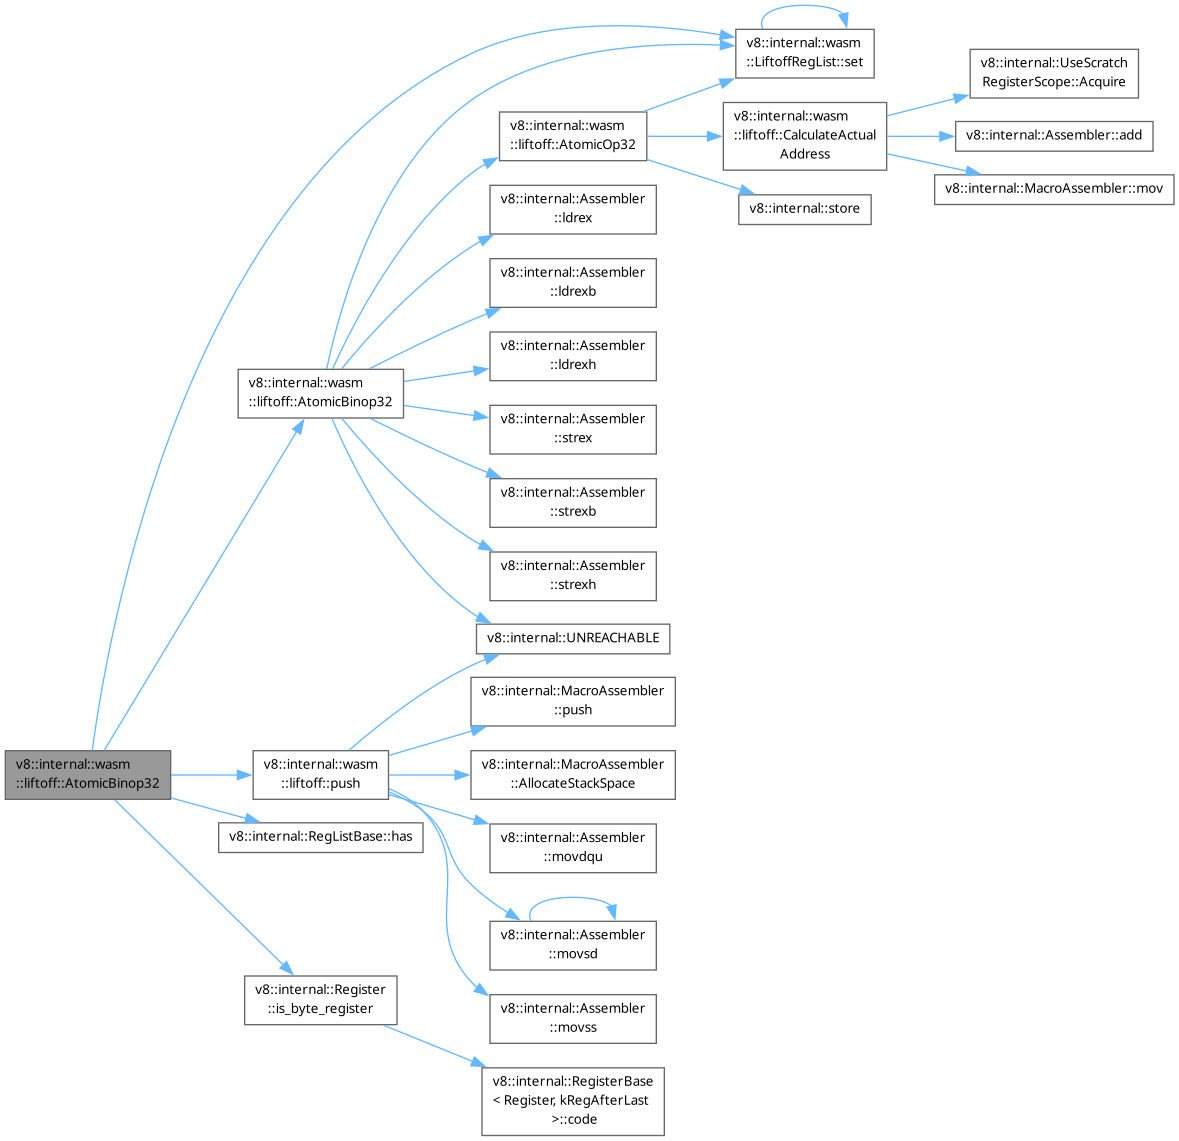 v8::internal::wasm
::LiftoffRegList::set
v8::internal::UseScratch
RegisterScope::Acquire
v8::internal::wasm
::liftoff::AtomicOp32
v8::internal::wasm
::liftoff::CalculateActual
Address
v8::internal::Assembler::add
v8::internal::MacroAssembler::mov
v8::internal::store
v8::internal::Assembler
::ldrex
v8::internal::Assembler
::ldrexb
v8::internal::Assembler
::ldrexh
v8::internal::wasm
::liftoff::AtomicBinop32
v8::internal::Assembler
::strex
v8::internal::Assembler
::strexb
v8::internal::Assembler
::strexh
v8::internal::UNREACHABLE
v8::internal::MacroAssembler
::push
v8::internal::wasm
::liftoff::AtomicBinop32
v8::internal::wasm
::liftoff::push
v8::internal::MacroAssembler
::AllocateStackSpace
v8::internal::RegListBase::has
v8::internal::Assembler
::movdqu
v8::internal::Assembler
::movsd
v8::internal::Register
::is_byte_register
v8::internal::Assembler
::movss
v8::internal::RegisterBase
< Register, kRegAfterLast
>::code